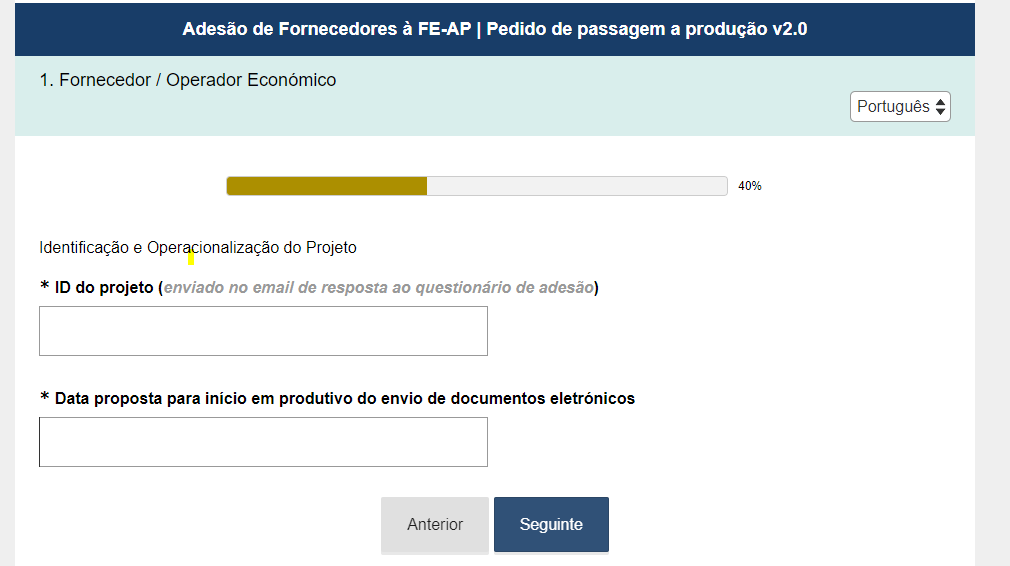 Adesão de Fornecedores à FE-AP | Pedido de passagem a produção v2.0
1. Fornecedor / Operador Económico
Português
40%
Identificação e Operacionalização do Projeto
* ID do projeto (enviado no email de resposta ao questionário de adesão)
* Data proposta para início em produtivo do envio de documentos eletrónicos
Anterior
Seguinte